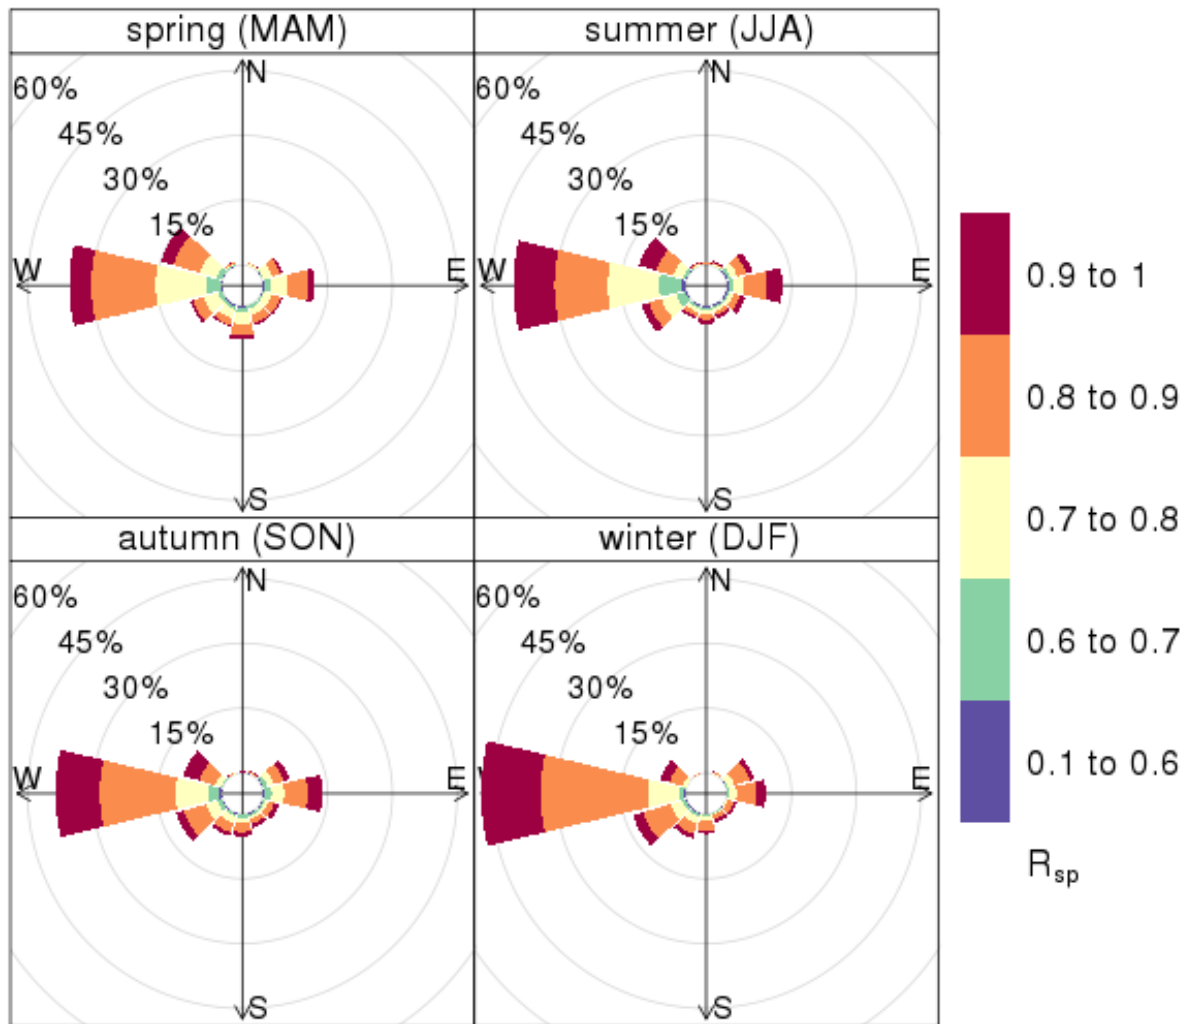 spring (MAM)
summer (JJA)
N
60%
45%
30%
15%
W
E
S
N
60%
45%
30%
15%
W
E
S
autumn (SON)
winter (DJF)
N
60%
45%
30%
15%
W
E
S
N
60%
45%
30%
15%
E
S
0.9 to 1
0.8 to 0.9
0.7 to 0.8
0.6 to 0.7
0.1 to 0.6
Rsp